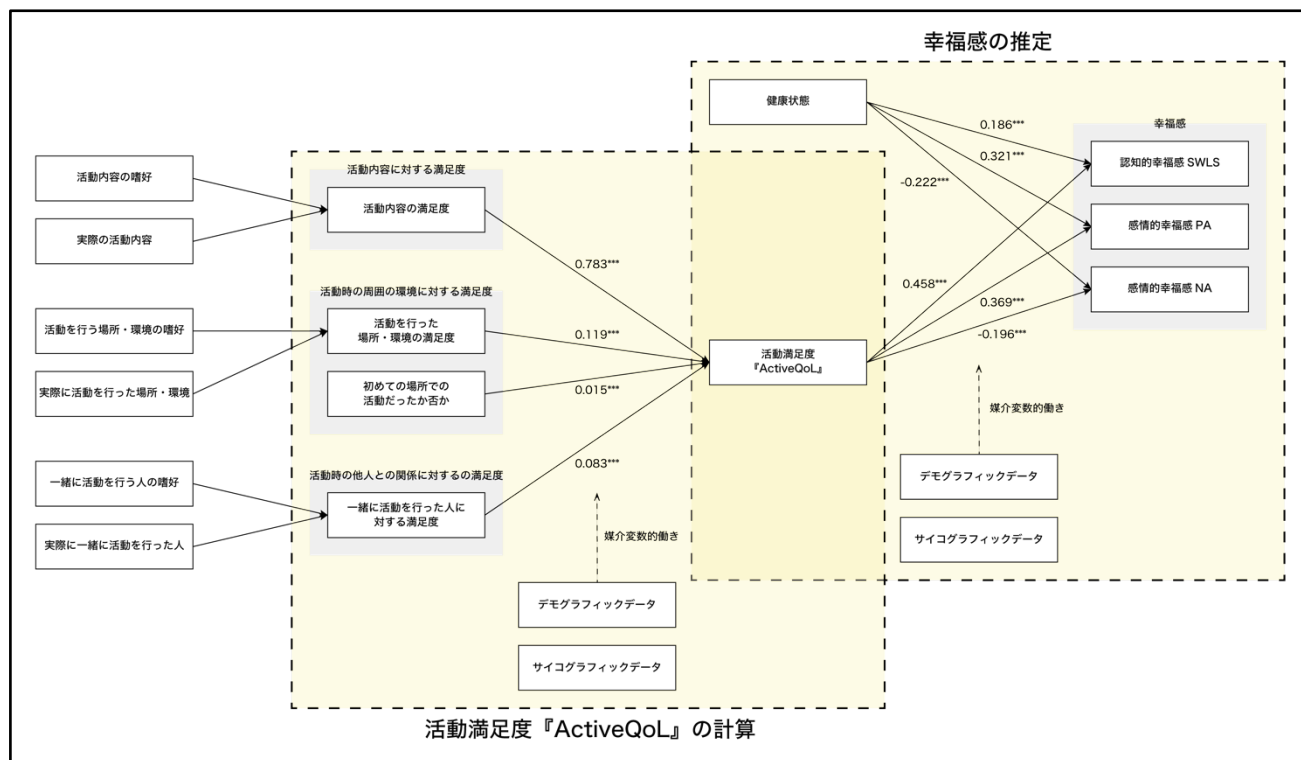 幸福感の推定
健康状態
幸福感
0.186***
認知的幸福感 SWLS
0.321***
-0.222***
感情的幸福感 PA
感情的幸福感 NA
0.458***
0.369***
-0.196***
活動内容の嗜好
実際の活動内容
活動内容に対する満足度
活動内容の満足度
0.783***
活動を行う場所・環境の嗜好
実際に活動を行った場所・環境
活動時の周囲の環境に対する満足度
活動を行った
場所・環境の満足度
0.119***
初めての場所での
活動だったか否か
0.015***
活動満足度
『ActiveQoL』
一緒に活動を行う人の嗜好
実際に一緒に活動を行った人
活動時の他人との関係に対するの満足度
一緒に活動を行った人に
対する満足度
0.083***
媒介変数的働き
デモグラフィックデータ
サイコグラフィックデータ
媒介変数的働き
デモグラフィックデータ
サイコグラフィックデータ
活動満足度『ActiveQoL』の計算